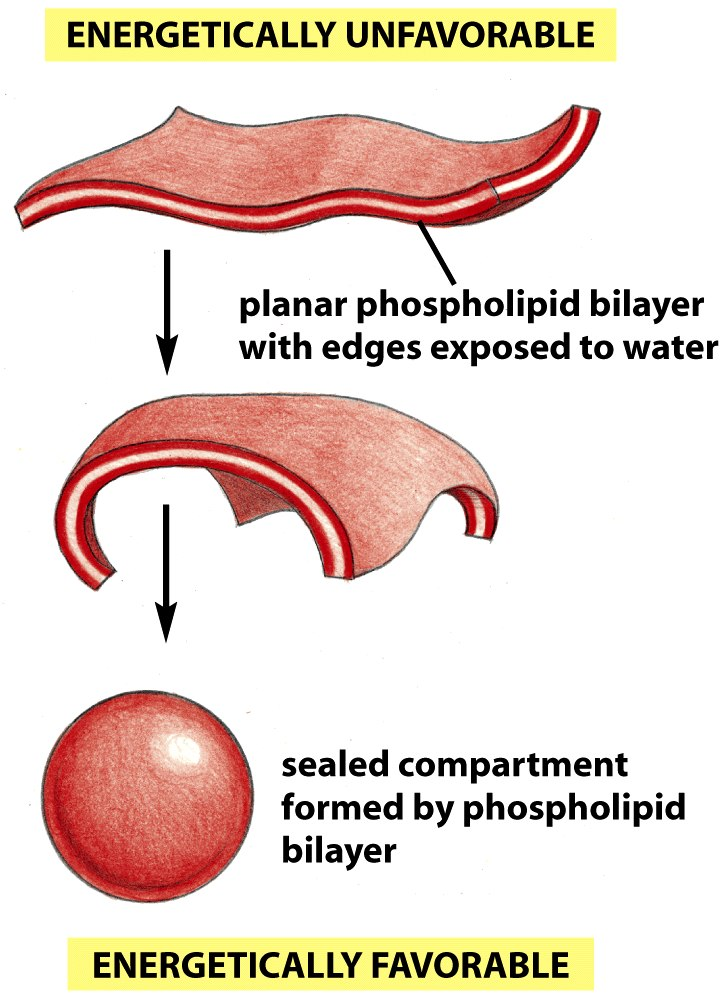 ENERGETICALLY UNFAVORABLE
planar phospholipid bilayer
with edges exposed to water
sealed compartment
formed by phospholipid
bilayer
ENERGETICALLY FAVORABLE